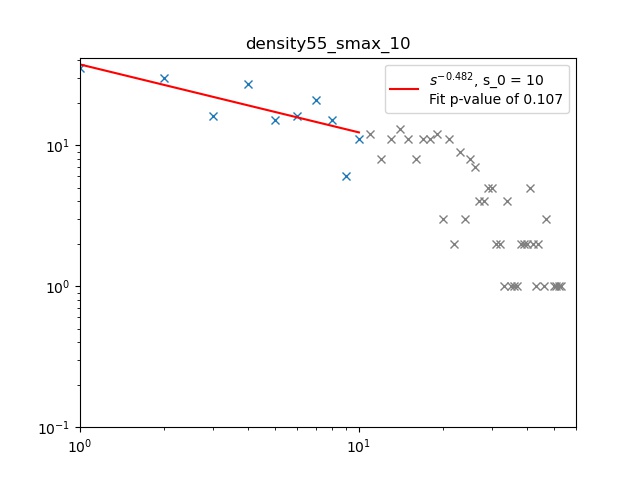 density55_smax_10
s^{-0.482}, s_0 = 10
Fit p-value of 0.107
10^1
10^0
10^{-1}
10^0
10^1